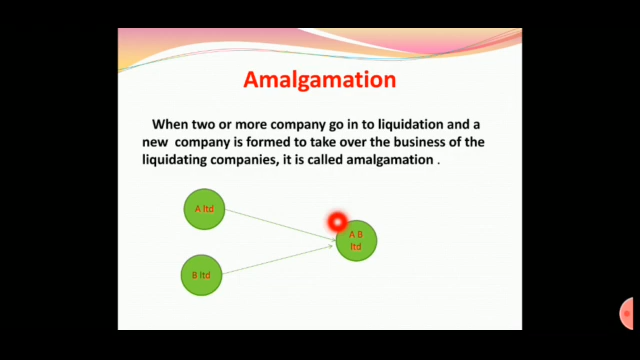 Amalgamation
When two or more company go in to liquidation and a
new company is formed to take over the business of the
liquidating companies, it is called amalgamation .
A ltd
A B
ltd
B ltd